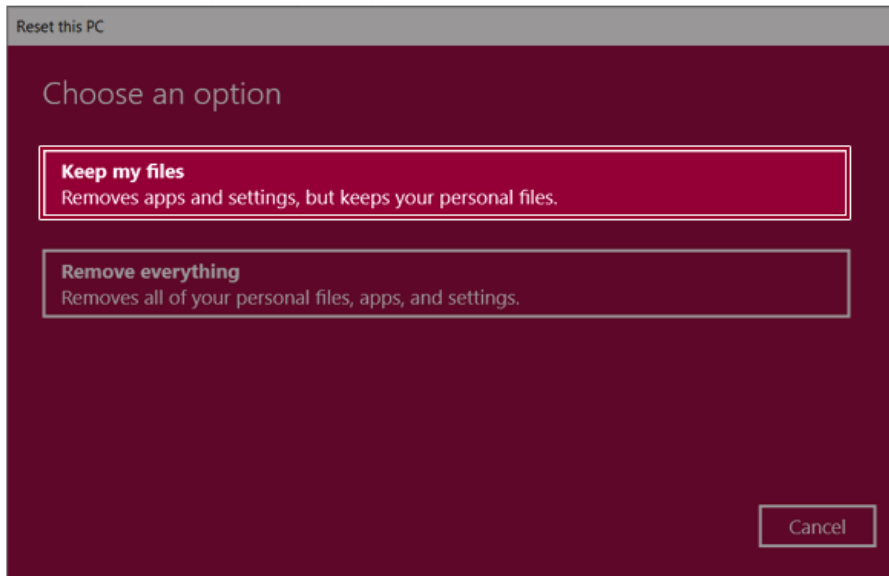 Reset this PC
Choose an option
Keep my files
Removes apps and settings, but keeps your personal files.
Remove everything
Removes all of your personal files, apps, and settings.
Cancel